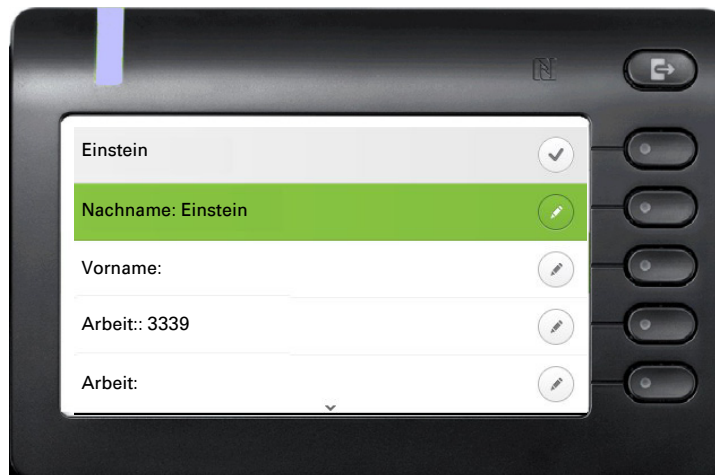 Einstein
Nachname: Einstein
Vorname:
Arbeit:: 3339
Arbeit: